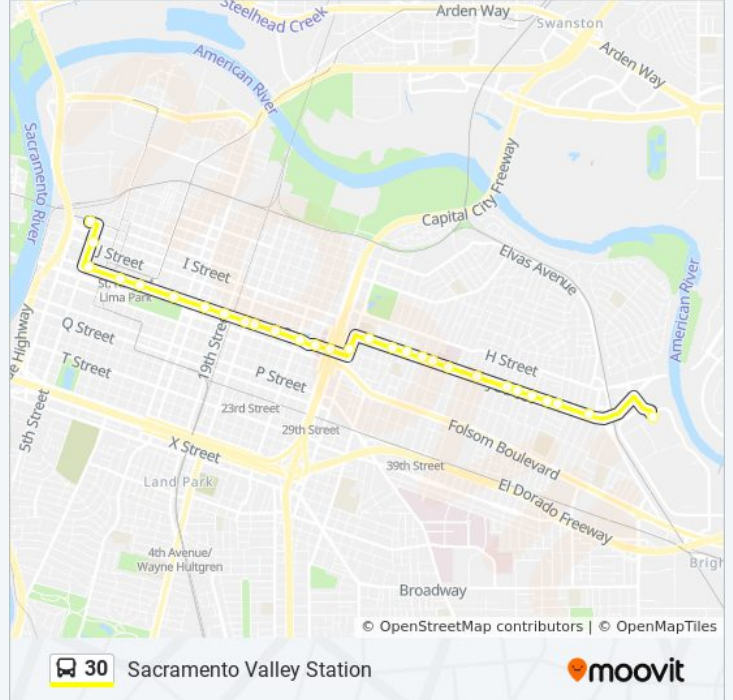 Steelhead Creek
Arden Way
Swanston
Arden Way
American River
Sacramento River
Capital City Freeway
Elvas Avenue
American River
J Street
I Street
Lima Park
Q Street
T Street
19th Street
H Street
P Street
23rd Street
29th Street
5th Street
X Street
Folsom Boulevard
39th Street
El Dorado Freeway
Land Park
4th Avenue/
Wayne Hultgren
Broadway
Brigh
© OpenStreetMap contributors | © OpenMapTiles
30 Sacramento Valley Station
moovit